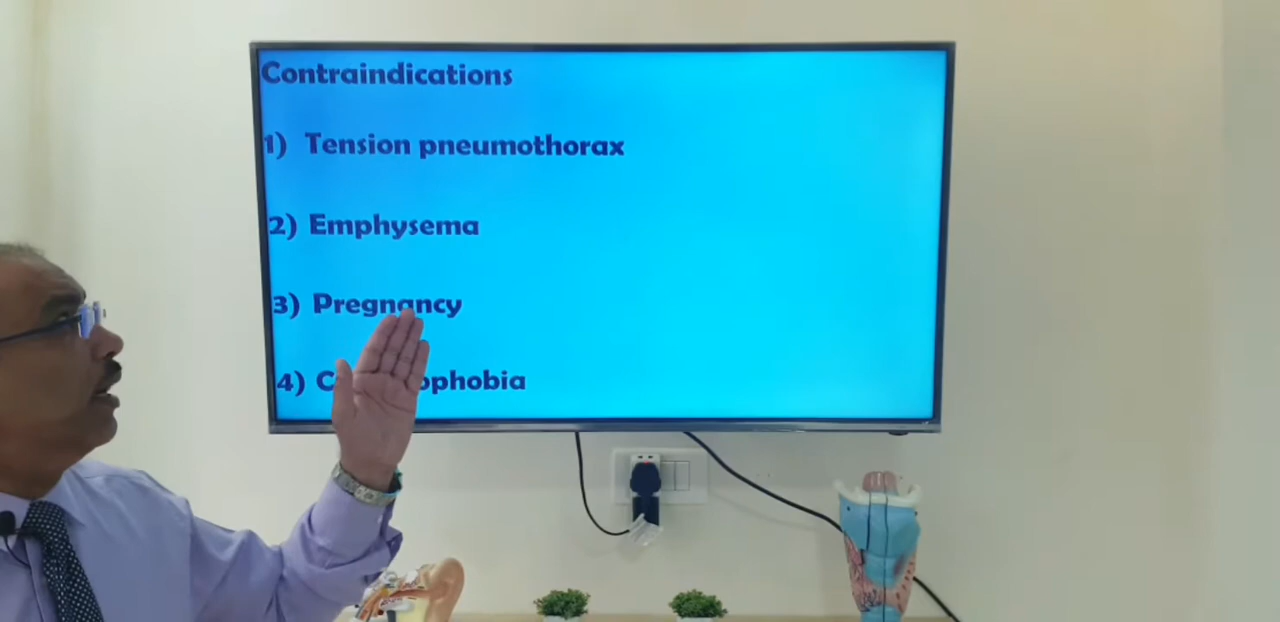 Contraindications
1) Tension pneumothorax
2) Emphysema
3) Pregnancy
4)